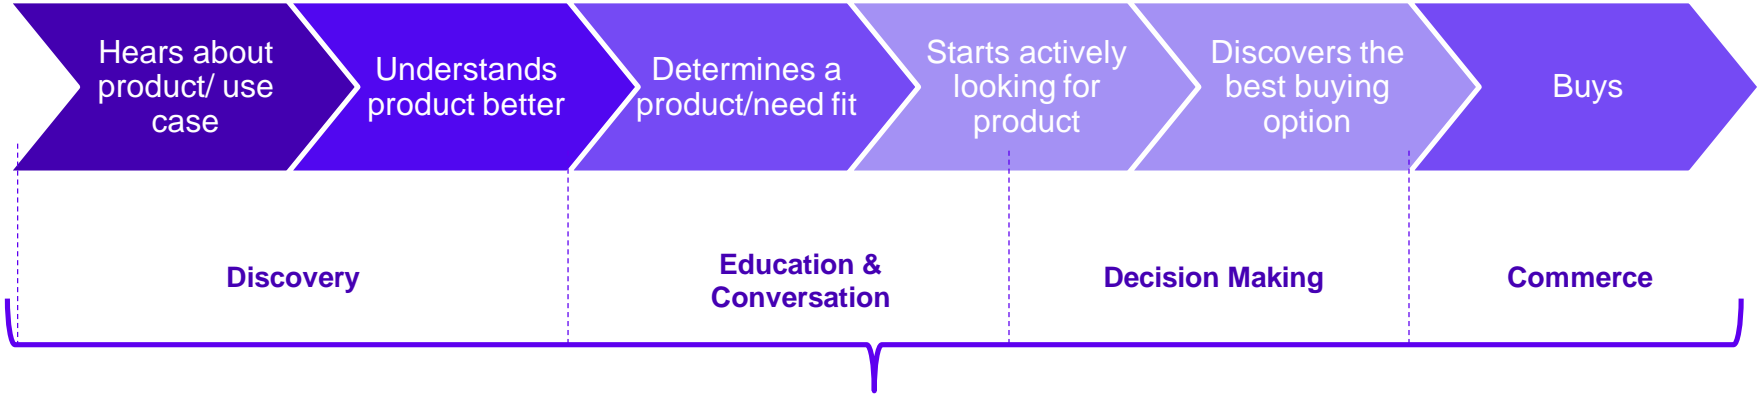 Hears about
product/ use
case
Understands
product better
Determines a
product/need fit
Starts actively
looking for
product
Discovers the
best buying
option
Buys
Discovery
Education &
Conversation
Decision Making
Commerce